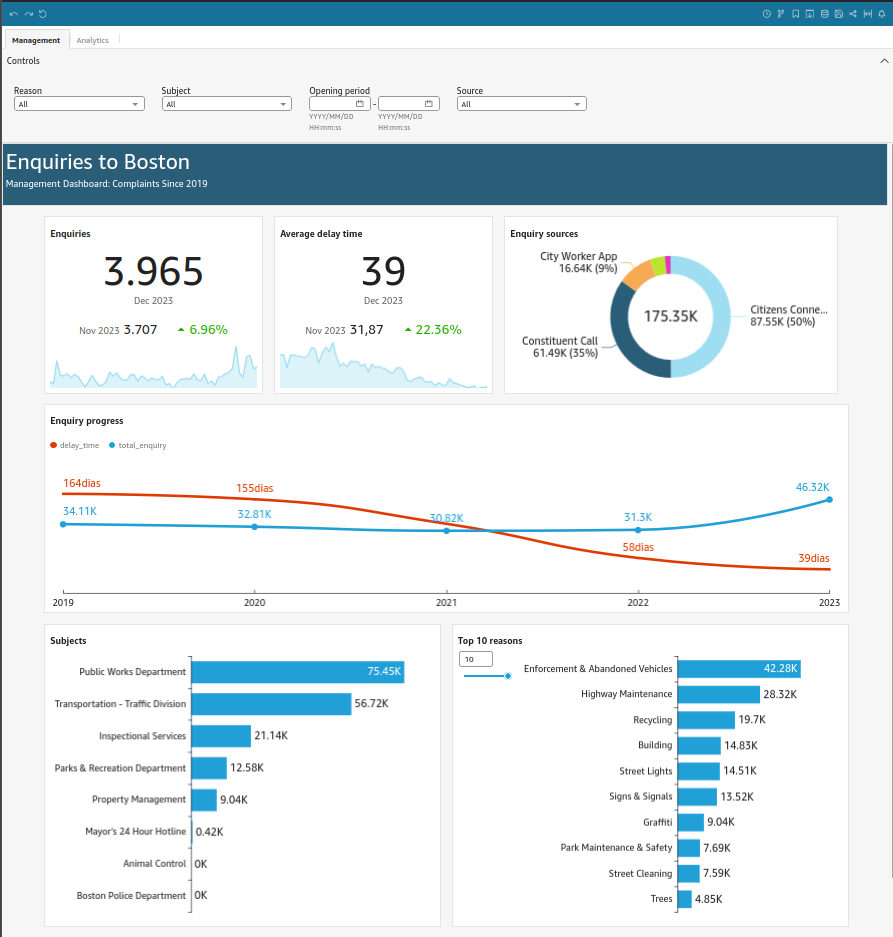 Management Analytics
Controls
Reason Subject Opening period Source
All All - All
YYYY/MM/DD YYYY/MM/DD
HH:mm:ss HH:mm:ss
Enquiries to Boston
Management Dashboard: Complaints Since 2019
Enquiries
3.965
Dec 2023
Nov 2023 3.707 6.96%
Average delay time
39
Dec 2023
Nov 2023 31,87 22.36%
Enquiry sources
City Worker App
16.64K (9%)
175.35K
Citizens Conne...
87.55K (50%)
Constituent Call
61.49K (35%)
Enquiry progress
delay_time total_enquiry
164dias 155dias 46.32K
34.11K 32.81K 30.82K 31.3K
58dias 39dias
2019 2020 2021 2022 2023
Subjects
Public Works Department 75.45K
Transportation - Traffic Division 56.72K
Inspectional Services 21.14K
Parks & Recreation Department 12.58K
Property Management 9.04K
Mayor's 24 Hour Hotline 0.42K
Animal Control 0K
Boston Police Department 0K
Top 10 reasons
10
Enforcement & Abandoned Vehicles 42.28K
Highway Maintenance 28.32K
Recycling 19.7K
Building 14.83K
Street Lights 14.51K
Signs & Signals 13.52K
Graffiti 9.04K
Park Maintenance & Safety 7.69K
Street Cleaning 7.59K
Trees 4.85K